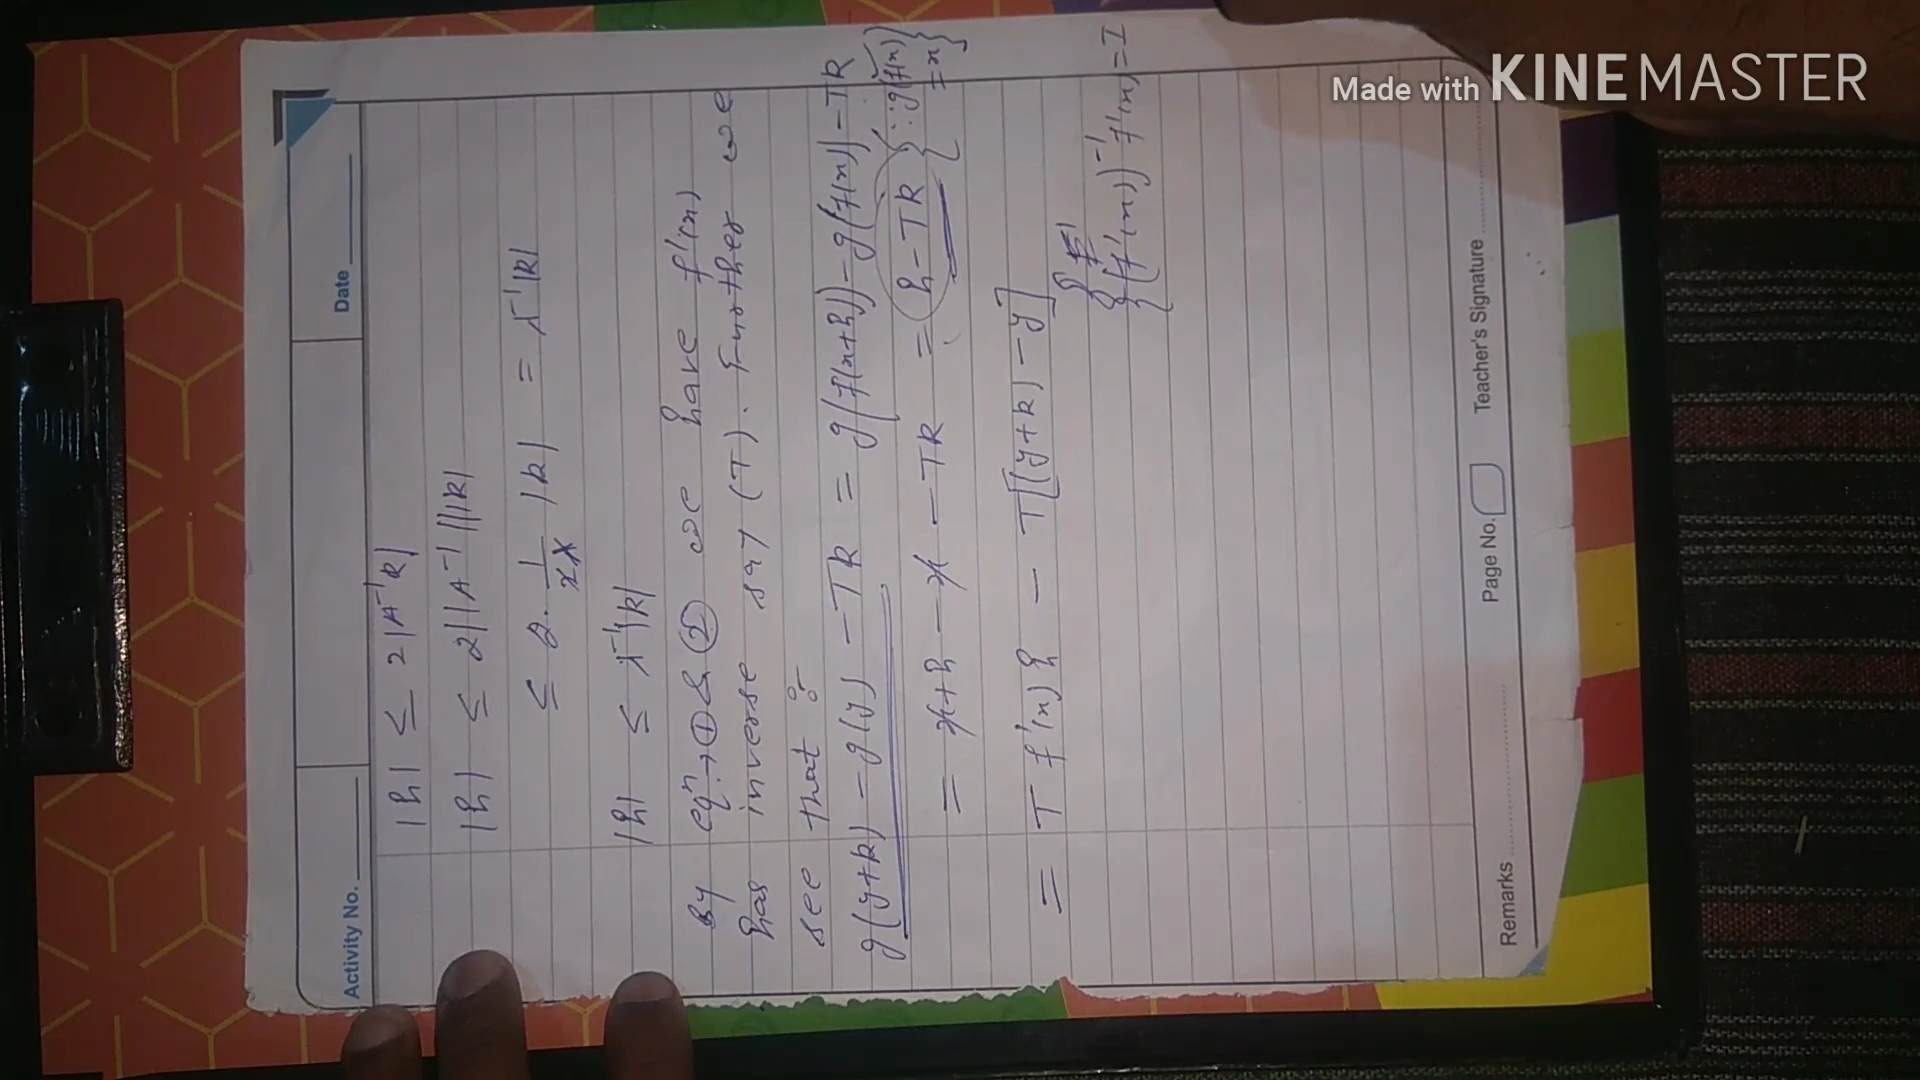 Made with KINEMASTER
Activity No.
Date
|h| ≤ 2|A⁻¹k|
|h| ≤ 2||A⁻¹|||k|
≤ 2·1/2λ |k| = λ⁻¹|k|
|h| ≤ λ⁻¹|k|
By eqⁿ → ① & ② we have f'(x)
has inverse say (T). Further we
see that :
g(y+k) - g(y) - Tk = g(f(x+h)) - g(f(x)) - Tk
= x+h - x - Tk = h - Tk {∵ g(f(x)) = x}
= T f'(x)h - T[(y+k) - y]
{(f'(x))⁻¹ f'(x) = I
Remarks
Page No.
Teacher's Signature